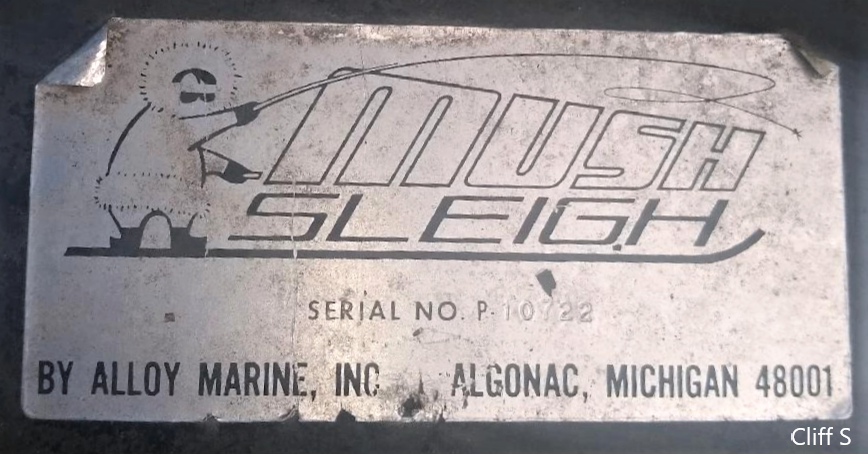 MUSH
SLEIGH
SERIAL NO. P-10722
BY ALLOY MARINE, INC ALGONAC, MICHIGAN 48001
Cliff S